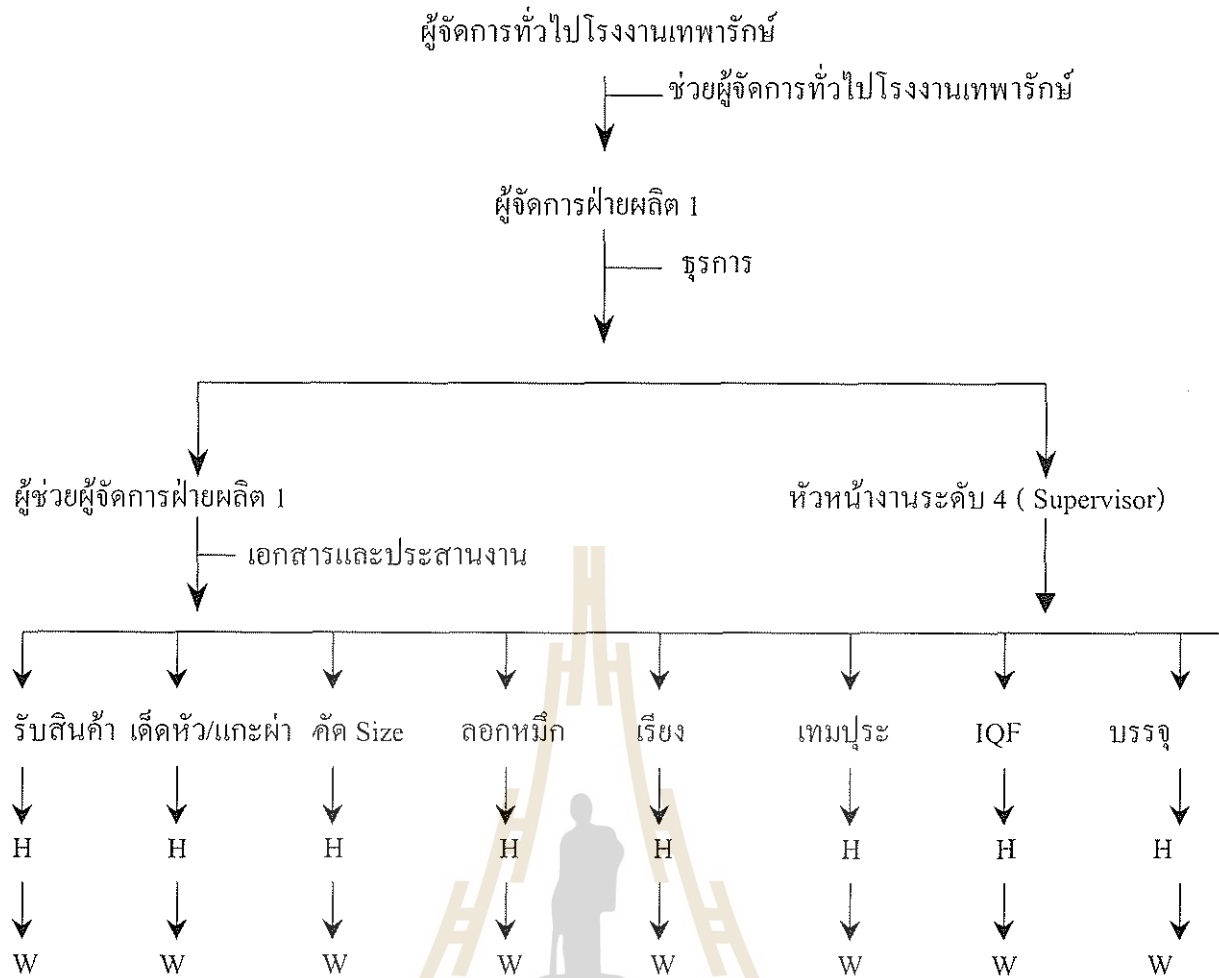 ผู้จัดการทั่วไปโรงงานเทพารักษ์
ช่วยผู้จัดการทั่วไปโรงงานเทพารักษ์
ผู้จัดการฝ่ายผลิต 1
ธุรการ
ผู้ช่วยผู้จัดการฝ่ายผลิต 1 หัวหน้างานระดับ 4 ( Supervisor)
เอกสารและประสานงาน
รับสินค้า เด็ดหัว/แกะผ่า คัด Size ลอกหมึก เรียง เทมปุระ IQF บรรจุ
H H H H H H H H
W W W W W W W W